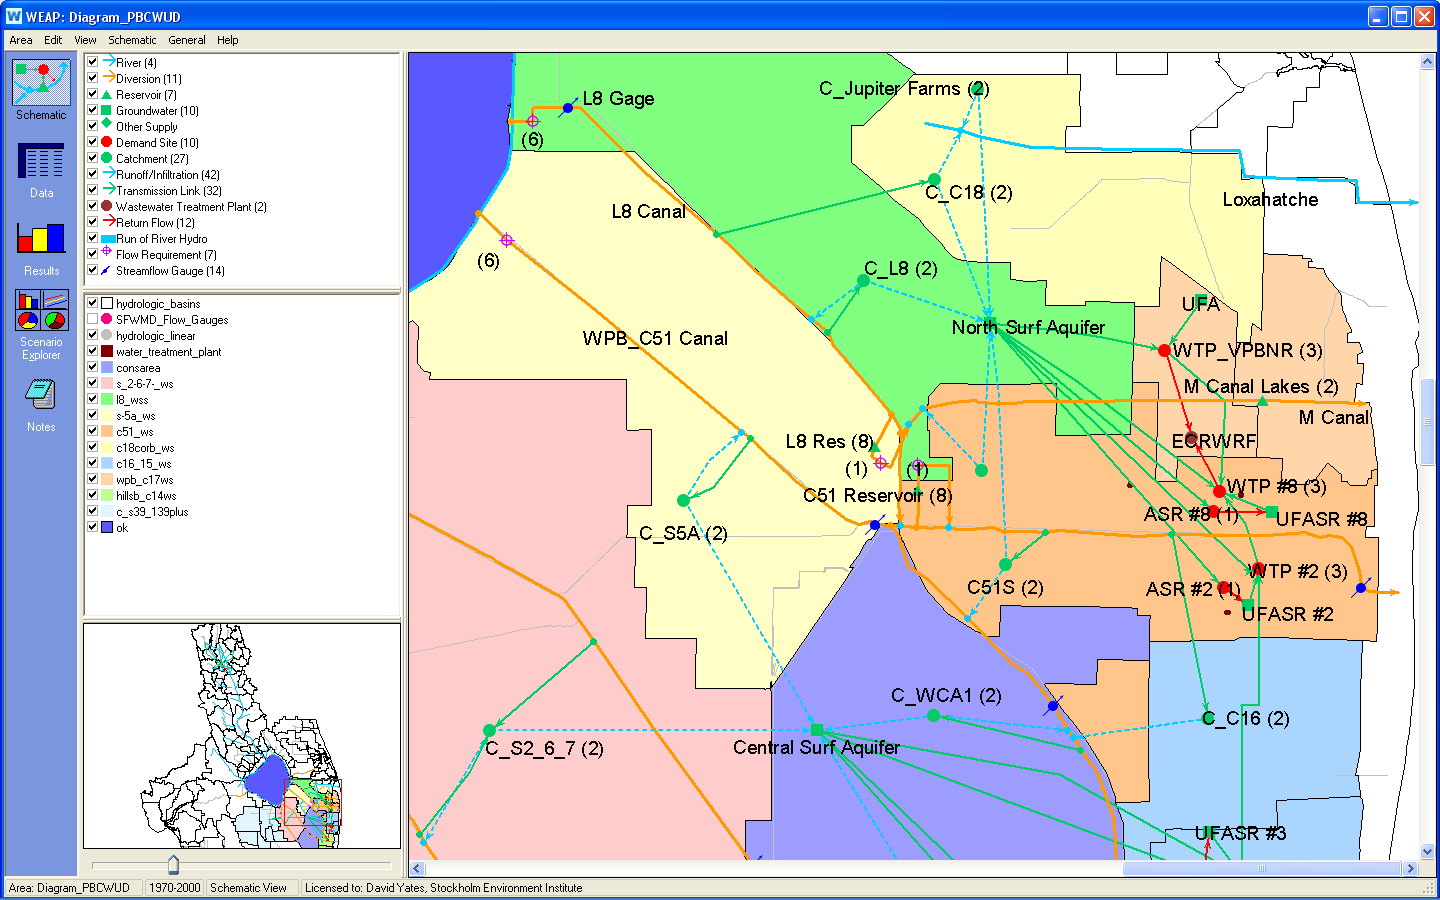 WEAP: Diagram_PBCWUD
Area Edit View Schematic General Help
Schematic
Data
Results
Scenario
Explorer
Notes
River (4)
Diversion (11)
Reservoir (7)
Groundwater (10)
Other Supply
Demand Site (10)
Catchment (27)
Runoff/Infiltration (42)
Transmission Link (32)
Wastewater Treatment Plant (2)
Return Flow (12)
Run of River Hydro
Flow Requirement (7)
Streamflow Gauge (14)
hydrologic_basins
SFWMD_Flow_Gauges
hydrologic_linear
water_treatment_plant
consarea
s_2-6-7-_ws
l8_wss
s-5a_ws
c51_ws
c18corb_ws
c16_15_ws
wpb_c17ws
hillsb_c14ws
c_s39_139plus
ok
C_Jupiter Farms (2)
L8 Gage
(6)
C_C18 (2)
Loxahatche
L8 Canal
(6)
C_L8 (2)
UFA
North Surf Aquifer
WPB_C51 Canal
WTP_VPBNR (3)
M Canal Lakes (2)
M Canal
L8 Res (8)
ECRWRF
(1)
(1)
WTP #8 (3)
C51 Reservoir (8)
ASR #8 (1)
UFASR #8
C_S5A (2)
WTP #2 (3)
C51S (2)
ASR #2 (1)
UFASR #2
C_WCA1 (2)
C_C16 (2)
C_S2_6_7 (2)
Central Surf Aquifer
UFASR #3
Area: Diagram_PBCWUD 1970-2000 Schematic View Licensed to: David Yates, Stockholm Environment Institute